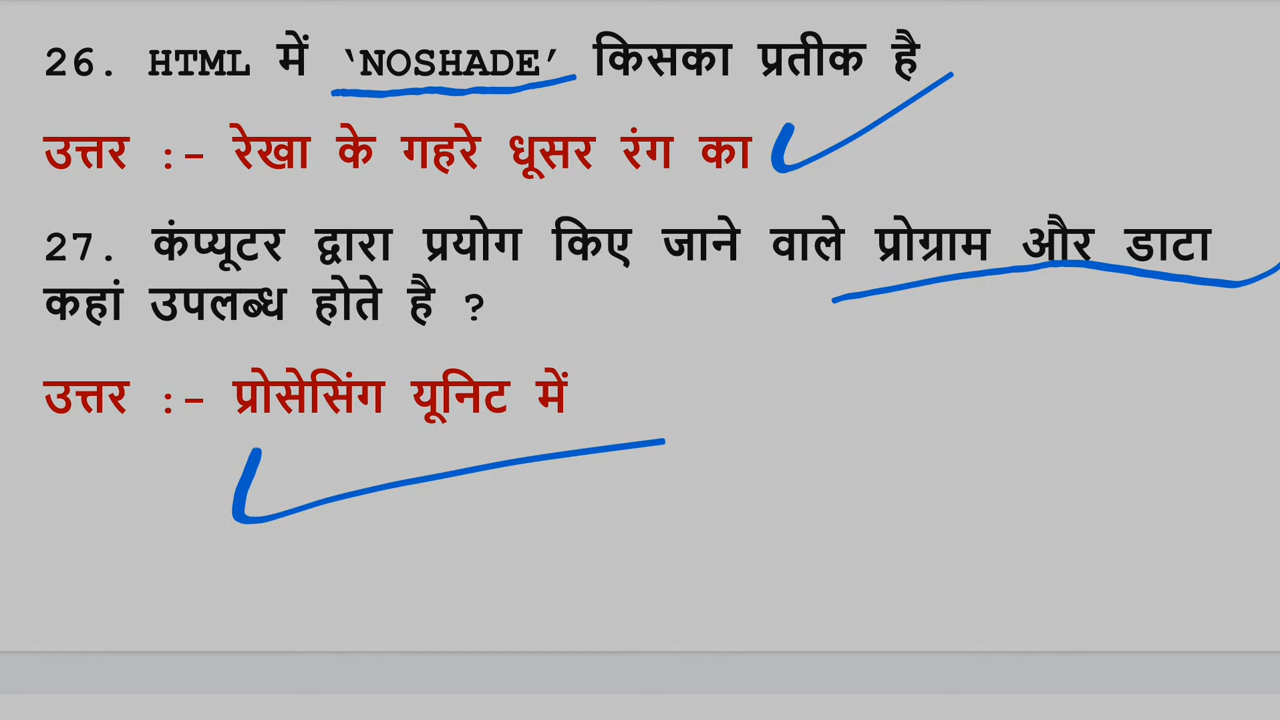 26. HTML में ‘NOSHADE’ किसका प्रतीक है
उत्तर :- रेखा के गहरे धूसर रंग का
27. कंप्यूटर द्वारा प्रयोग किए जाने वाले प्रोग्राम और डाटा
कहां उपलब्ध होते है ?
उत्तर :- प्रोसेसिंग यूनिट में